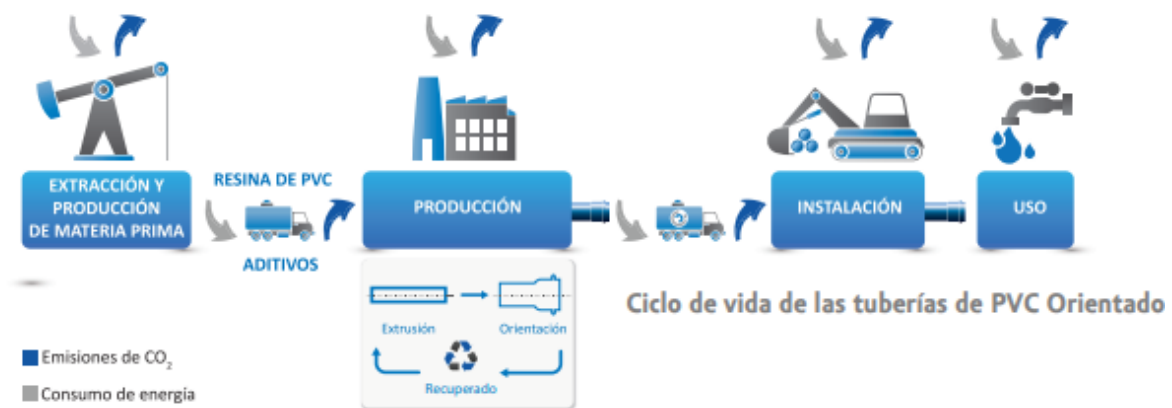 EXTRACCIÓN Y
PRODUCCIÓN
DE MATERIA PRIMA
RESINA DE PVC
ADITIVOS
PRODUCCIÓN
INSTALACIÓN
USO
Extrusión
Orientación
Recuperado
Ciclo de vida de las tuberías de PVC Orientado
Emisiones de CO₂
Consumo de energía